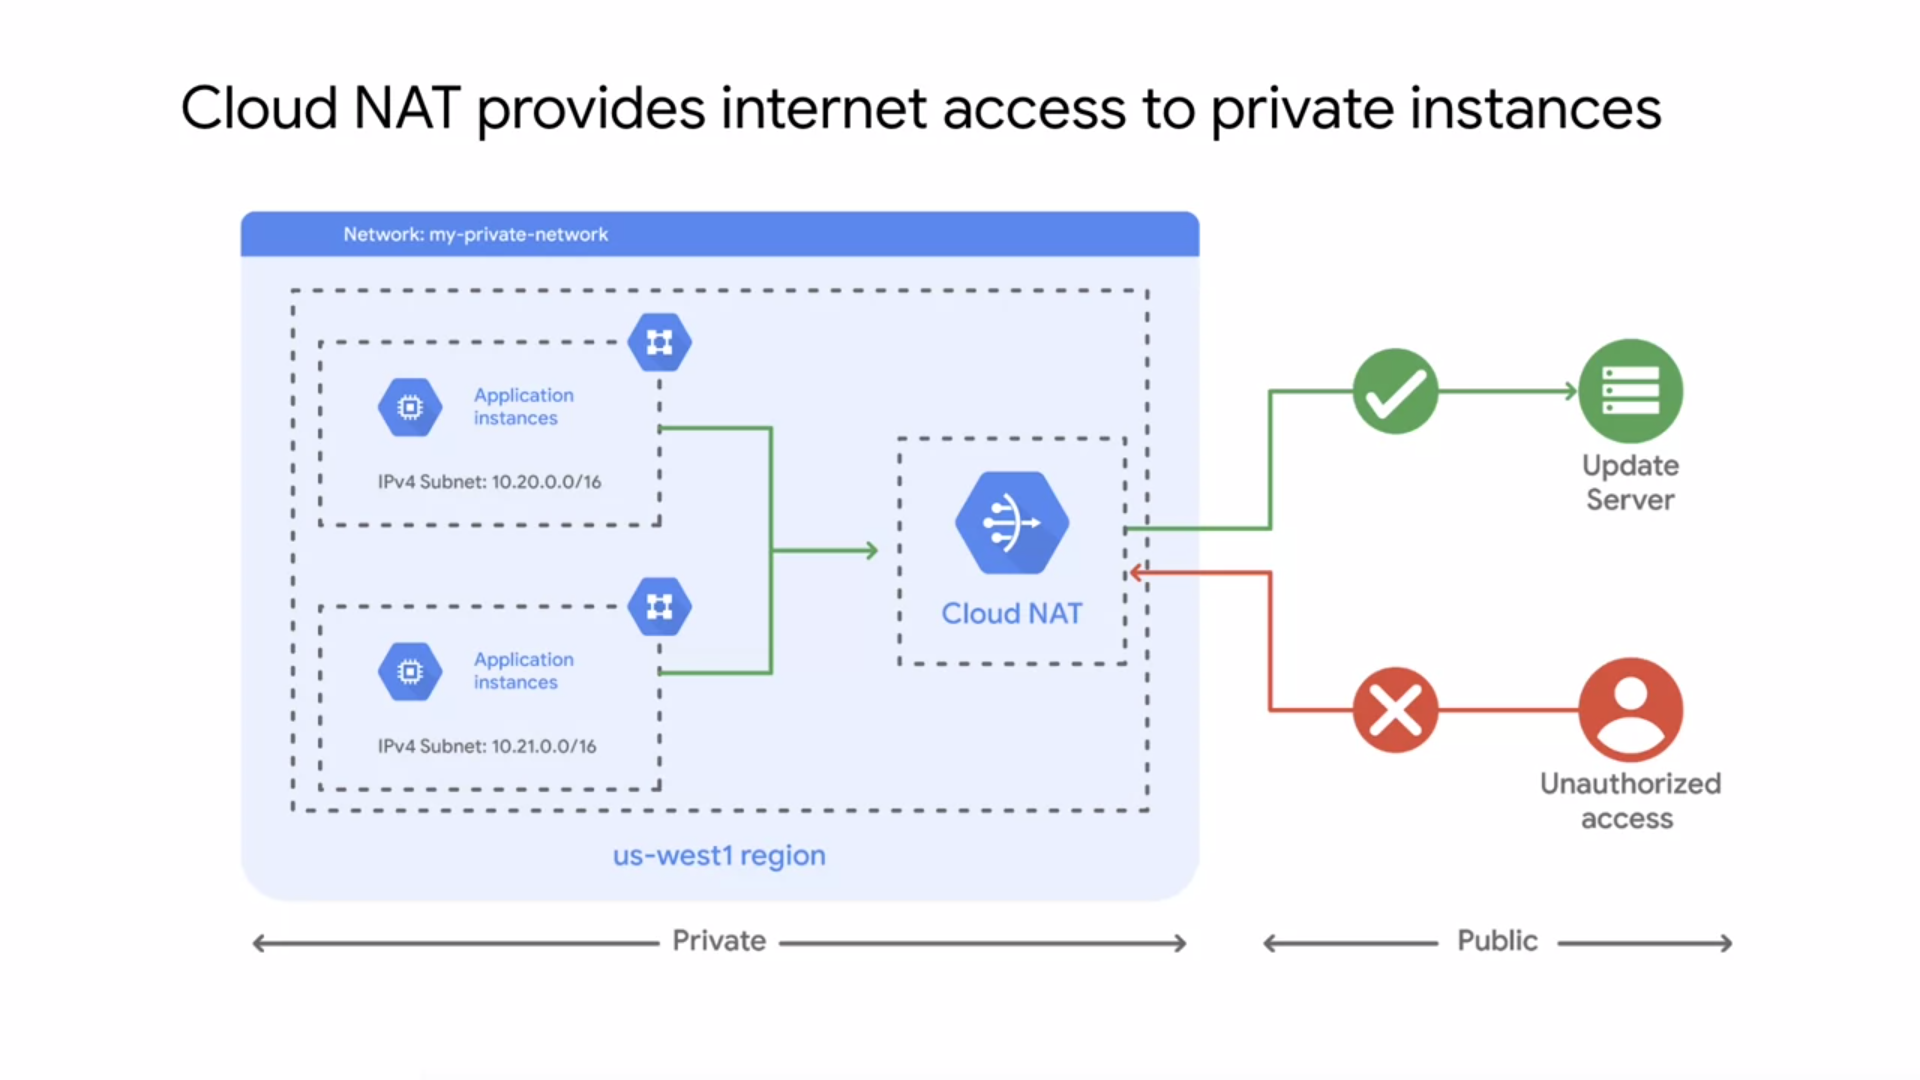 Cloud NAT provides internet access to private instances
Network: my-private-network
Application
instances
IPv4 Subnet: 10.20.0.0/16
Application
instances
IPv4 Subnet: 10.21.0.0/16
Cloud NAT
us-west1 region
Update
Server
Unauthorized
access
Private
Public